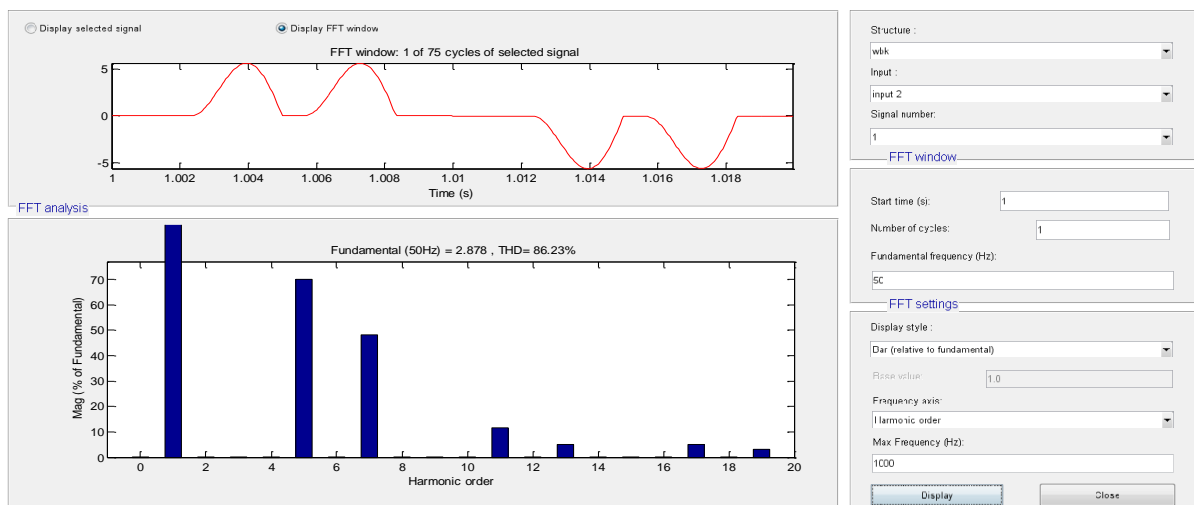 Display selected signal
Display FFT window
FFT window: 1 of 75 cycles of selected signal
5
0
-5
1 1.002 1.004 1.006 1.008 1.01 1.012 1.014 1.016 1.018
Time (s)
FFT analysis
Fundamental (50Hz) = 2.878 , THD= 86.23%
70
60
50
40
30
20
10
0
Mag (% of Fundamental)
0 2 4 6 8 10 12 14 16 18 20
Harmonic order
Structure :
Input :
input 2
Signal number:
1
FFT window
Start time (s):
1
Number of cycles:
1
Fundamental frequency (Hz):
50
FFT settings
Display style :
Bar (relative to fundamental)
Base value:
1.0
Frequency axis:
Harmonic order
Max Frequency (Hz):
1000
Display
Close